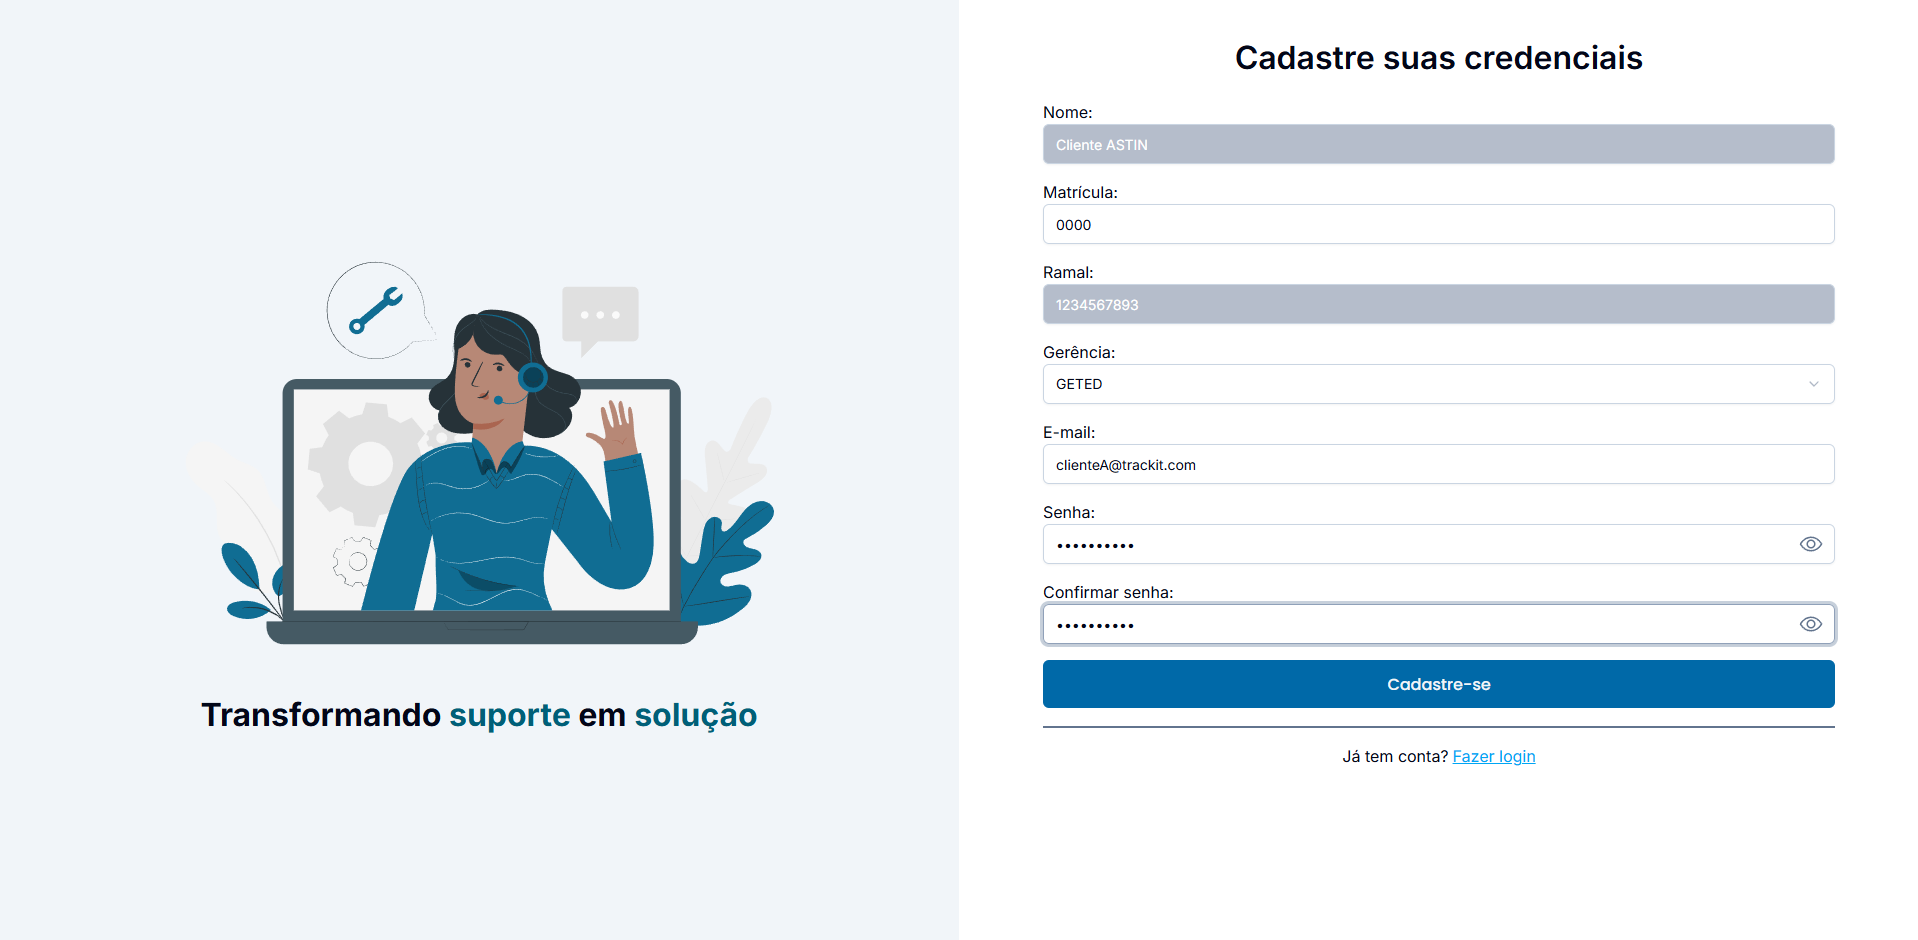 Cadastre suas credenciais
Nome:
Cliente ASTIN
Matrícula:
0000
Ramal:
1234567893
Gerência:
GETED
E-mail:
clienteA@trackit.com
Senha:
••••••••••
Confirmar senha:
••••••••••
Cadastre-se
Já tem conta? Fazer login
Transformando suporte em solução